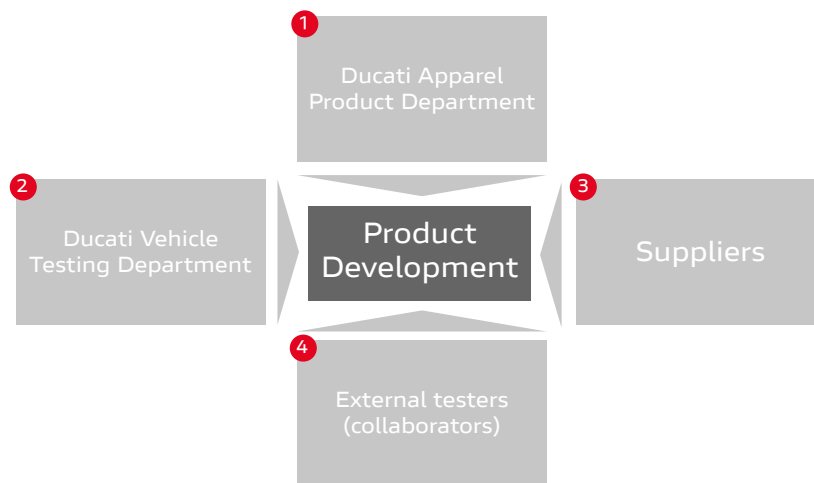 1
Ducati Apparel
Product Department
2
Ducati Vehicle
Testing Department
Product
Development
3
Suppliers
4
External testers
(collaborators)